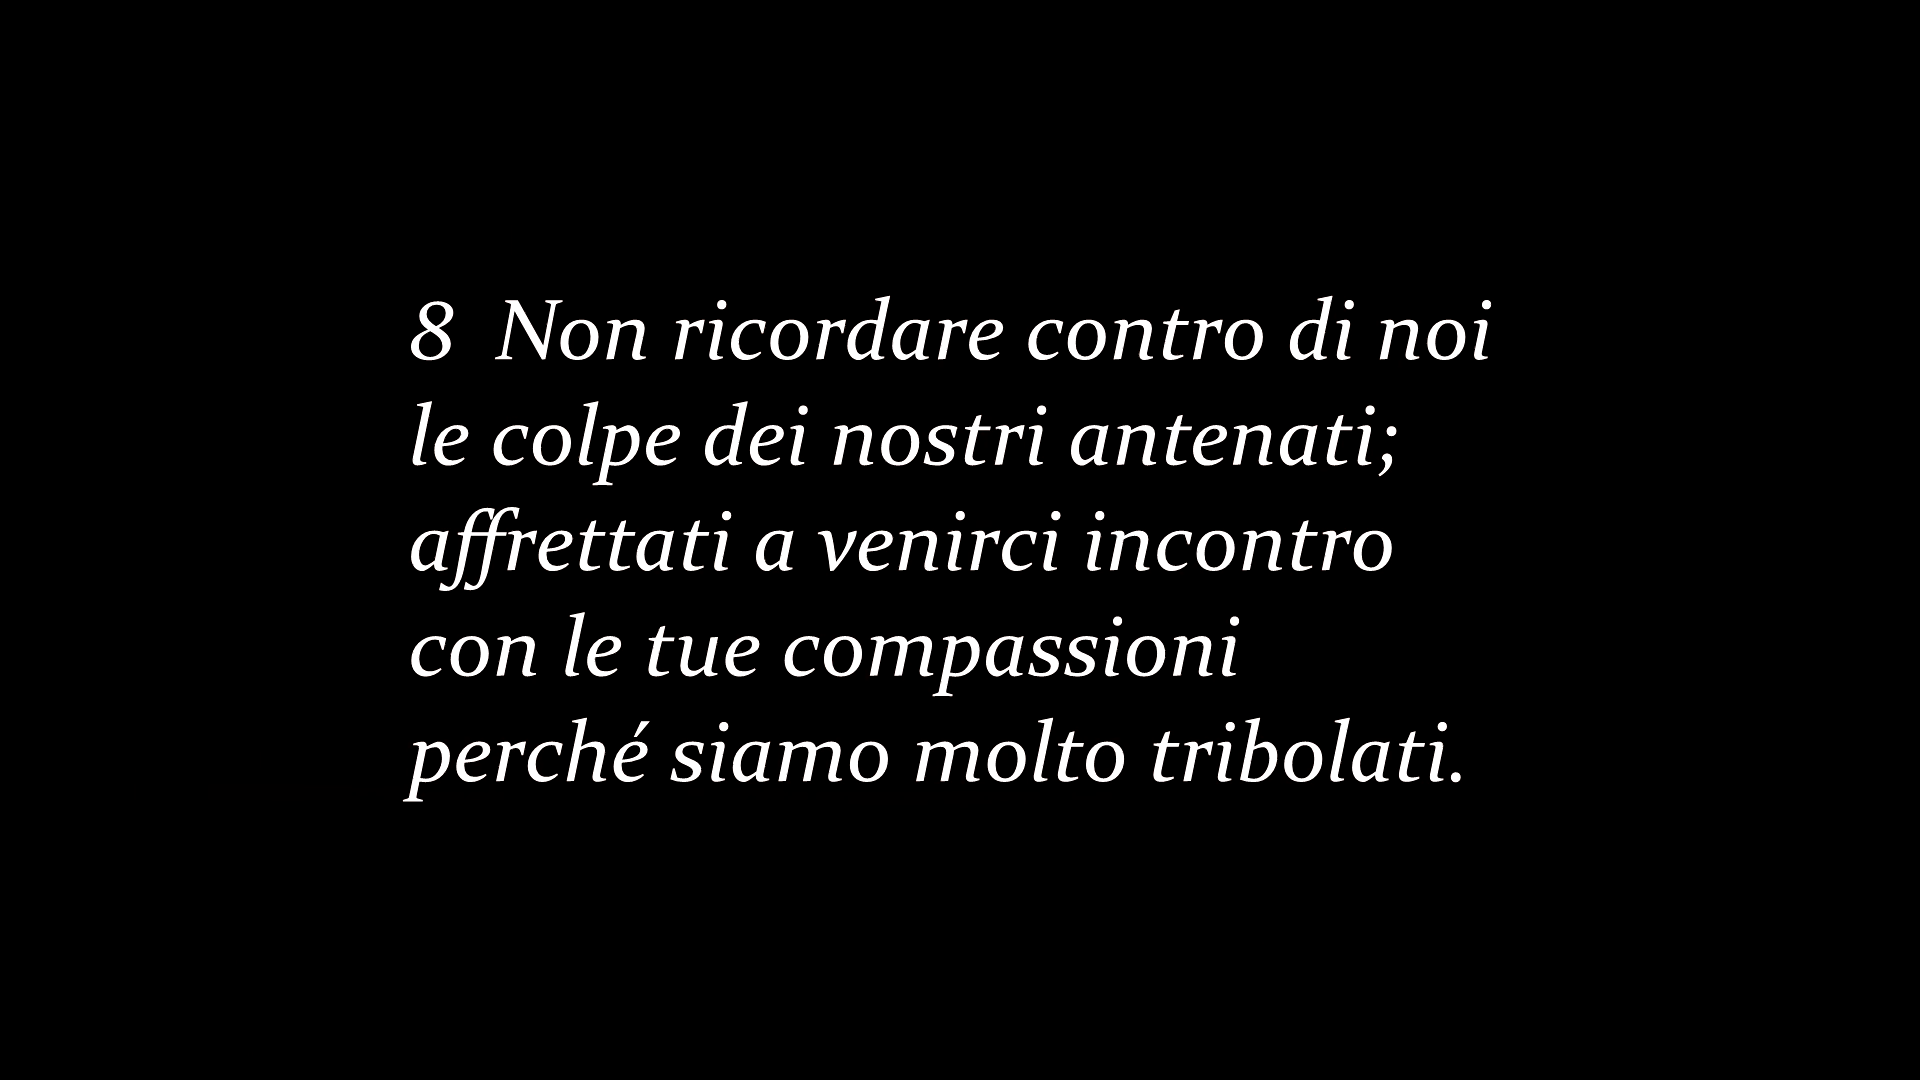 8  Non ricordare contro di noi
le colpe dei nostri antenati;
affrettati a venirci incontro
con le tue compassioni
perché siamo molto tribolati.